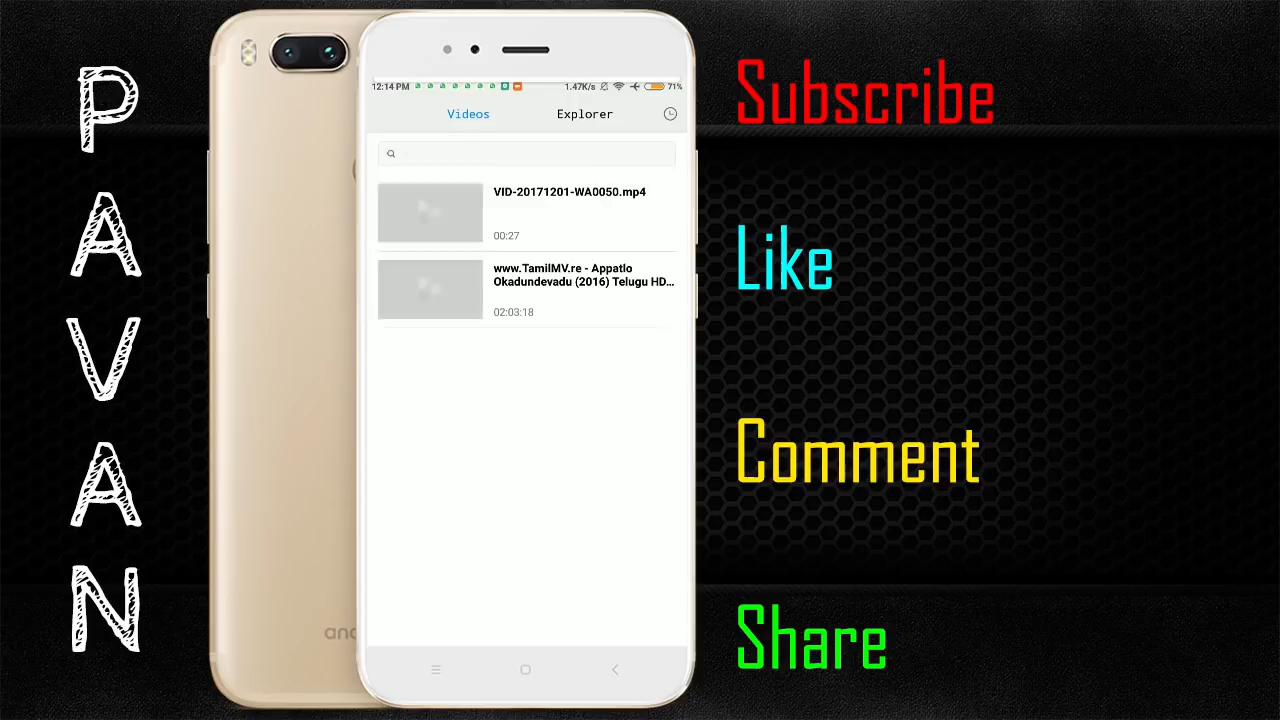 PAVAN
12:14 PM 1.47K/s 71%
Videos Explorer
VID-20171201-WA0050.mp4
00:27
www.TamilMV.re - Appatlo
Okadundevadu (2016) Telugu HD...
02:03:18
Subscribe
Like
Comment
Share